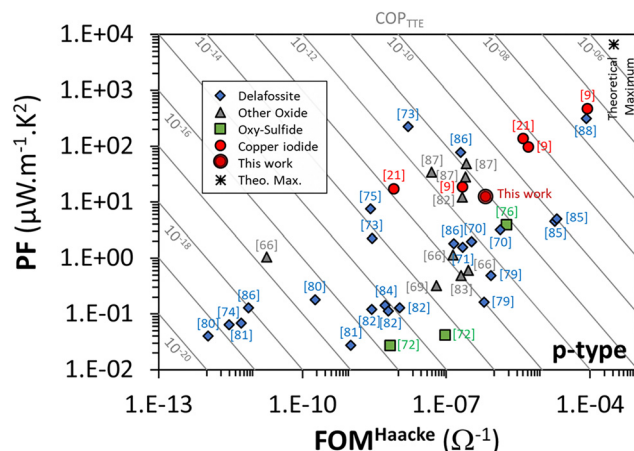 COP_TTE
10⁻¹⁴
10⁻¹²
10⁻¹⁰
10⁻⁰⁸
10⁻⁰⁶
Theoretical
Maximum
1.E+05
1.E+04
1.E+03
1.E+02
1.E+01
1.E+00
1.E-01
1.E-02
PF (µW.m⁻¹.K²)
Delafossite
Other Oxide
Oxy-Sulfide
Copper iodide
This work
Theo. Max.
10⁻¹⁶
10⁻¹⁸
10⁻²⁰
[73]
[9]
[88]
[21]
[9]
[86]
[87]
[87]
[87]
[21]
[9]
[82]
This work
[75]
[73]
[76]
[85]
[85]
[86]
[70]
[70]
[71]
[66]
[66]
[66]
[83]
[79]
[79]
[69]
[80]
[84]
[82]
[82]
[82]
[86]
[74]
[80]
[81]
[81]
[72]
[72]
p-type
1.E-13
1.E-10
1.E-07
1.E-04
FOM^Haacke (Ω⁻¹)